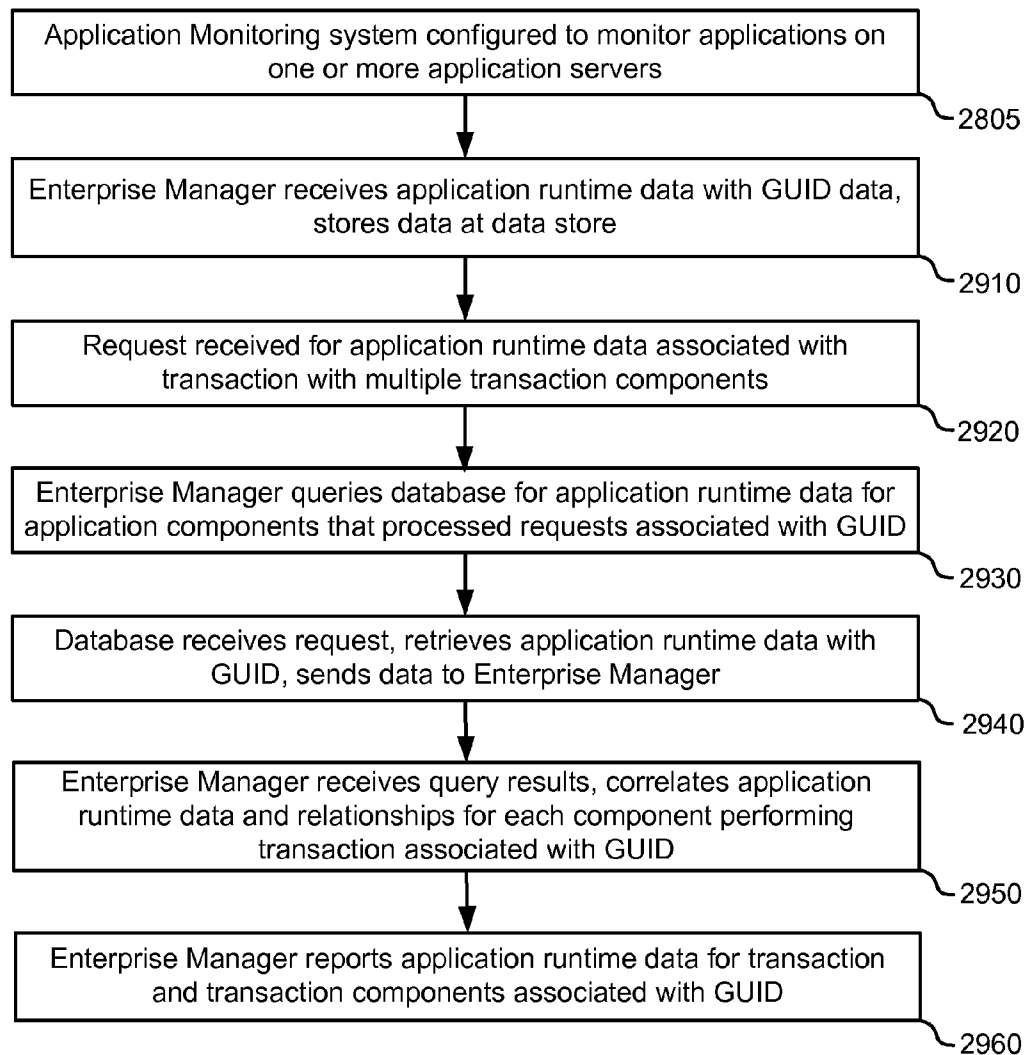 Application Monitoring system configured to monitor applications on
one or more application servers
2805
Enterprise Manager receives application runtime data with GUID data,
stores data at data store
2910
Request received for application runtime data associated with
transaction with multiple transaction components
2920
Enterprise Manager queries database for application runtime data for
application components that processed requests associated with GUID
2930
Database receives request, retrieves application runtime data with
GUID, sends data to Enterprise Manager
2940
Enterprise Manager receives query results, correlates application
runtime data and relationships for each component performing
transaction associated with GUID
2950
Enterprise Manager reports application runtime data for transaction
and transaction components associated with GUID
2960